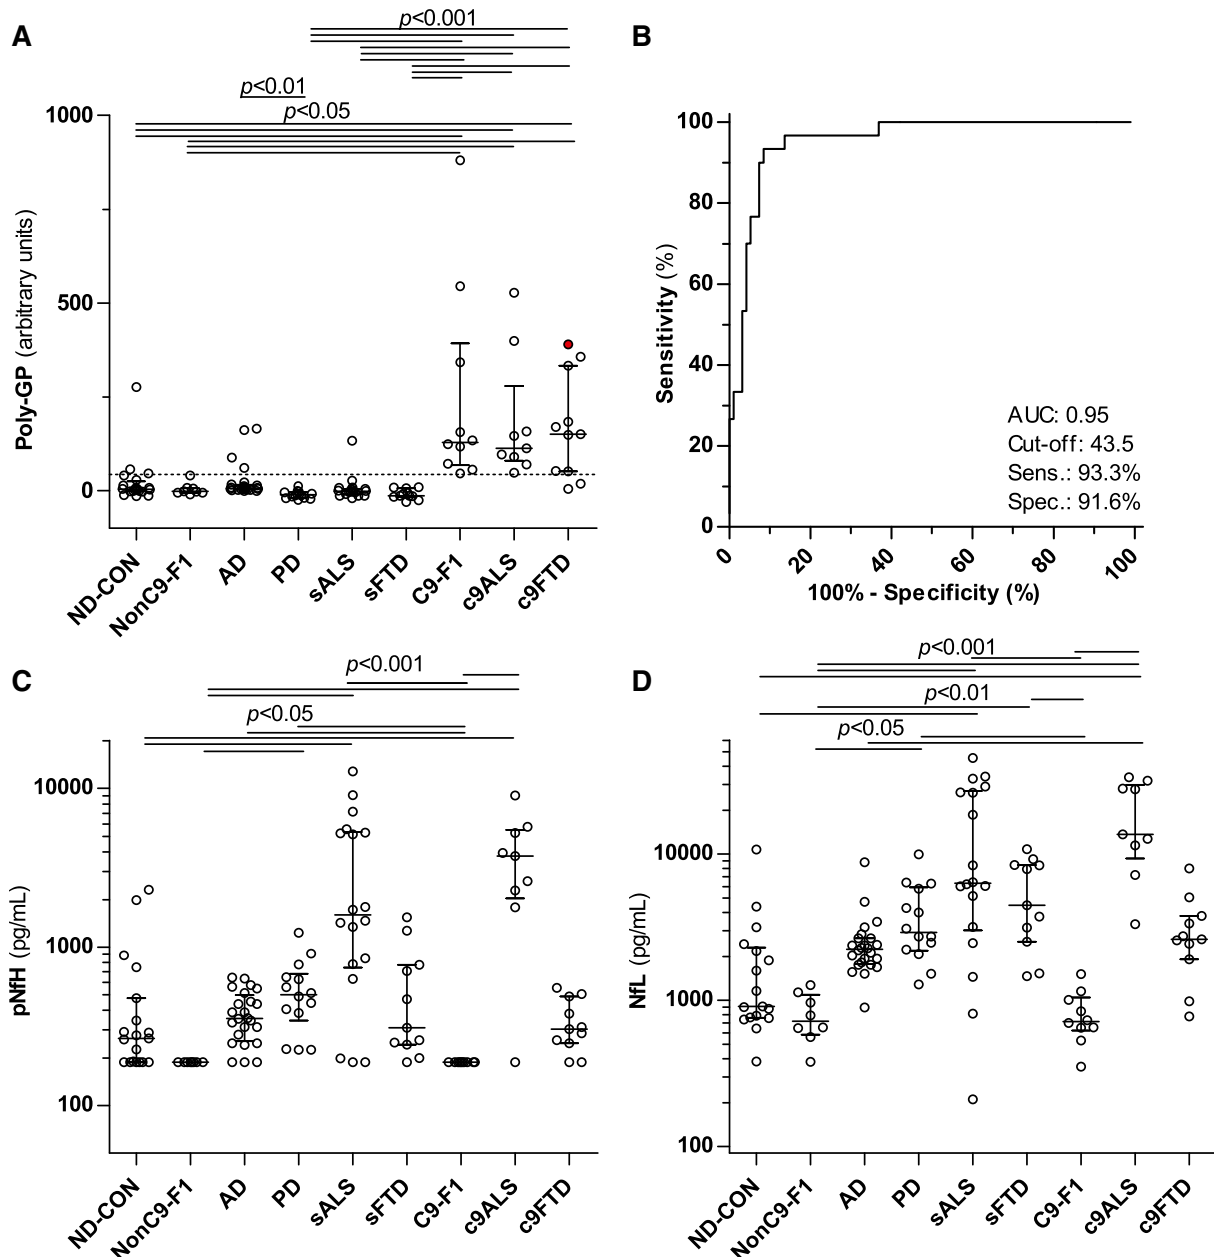 A
p<0.001
p<0.01
p<0.05
Poly-GP (arbitrary units)
1000
500
0
ND-CON
NonC9-F1
AD
PD
sALS
sFTD
C9-F1
c9ALS
c9FTD
B
Sensitivity (%)
100
80
60
40
20
0
AUC: 0.95
Cut-off: 43.5
Sens.: 93.3%
Spec.: 91.6%
0
20
40
60
80
100
100% - Specificity (%)
C
p<0.001
p<0.05
pNfH (pg/mL)
10000
1000
100
ND-CON
NonC9-F1
AD
PD
sALS
sFTD
C9-F1
c9ALS
c9FTD
D
p<0.001
p<0.01
p<0.05
NfL (pg/mL)
10000
1000
100
ND-CON
NonC9-F1
AD
PD
sALS
sFTD
C9-F1
c9ALS
c9FTD